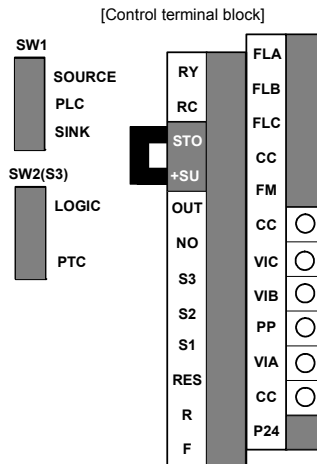 [Control terminal block]
SW1
SOURCE
PLC
SINK
SW2(S3)
LOGIC
PTC
RY
RC
STO
+SU
OUT
NO
S3
S2
S1
RES
R
F
FLA
FLB
FLC
CC
FM
CC
VIC
VIB
PP
VIA
CC
P24